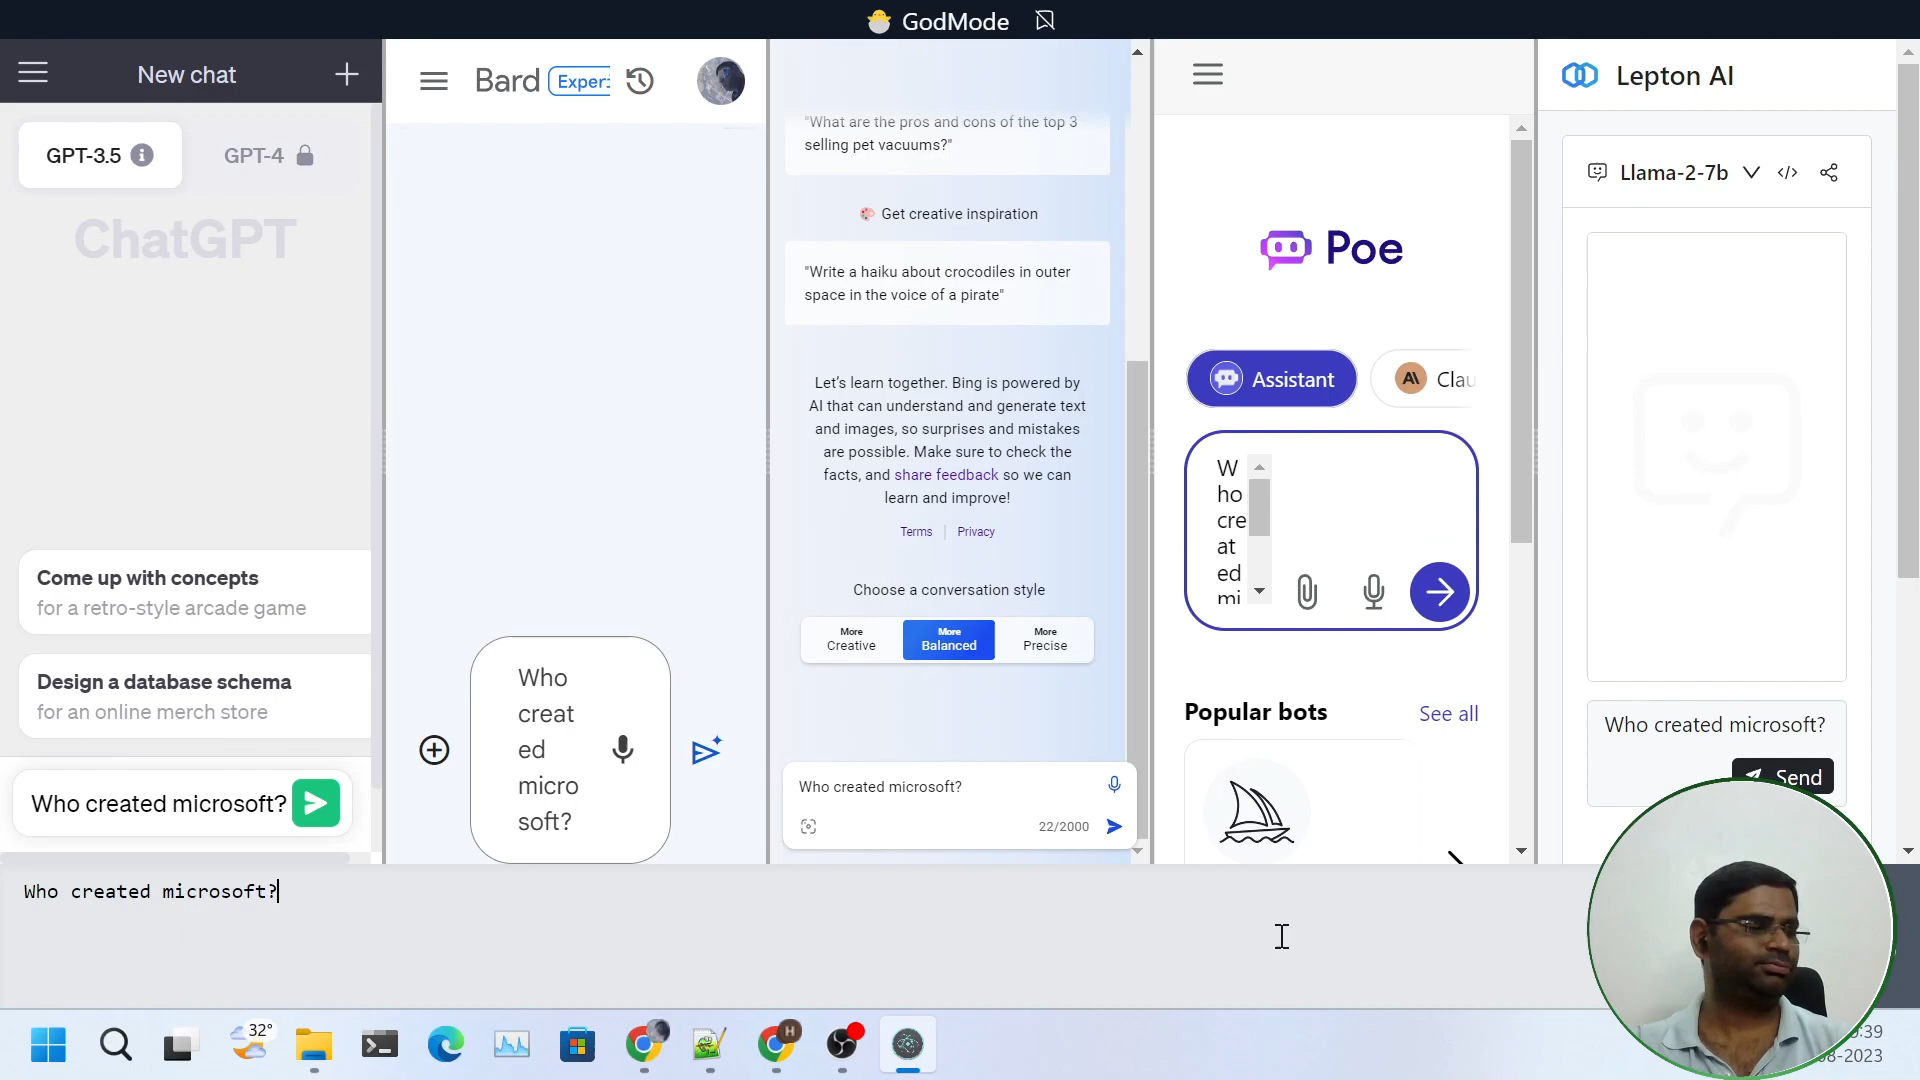 GodMode
New chat
GPT-3.5
GPT-4
ChatGPT
Come up with concepts
for a retro-style arcade game
Design a database schema
for an online merch store
Who created microsoft?
Bard
Who
creat
ed
micro
soft?
"What are the pros and cons of the top 3
selling pet vacuums?"
Get creative inspiration
"Write a haiku about crocodiles in outer
space in the voice of a pirate"
Let's learn together. Bing is powered by
AI that can understand and generate text
and images, so surprises and mistakes
are possible. Make sure to check the
facts, and share feedback so we can
learn and improve!
Terms | Privacy
Choose a conversation style
More
Creative
More
Balanced
More
Precise
Who created microsoft?
22/2000
Poe
Assistant
Clau
W
ho
cre
at
ed
mi
Popular bots
See all
Lepton AI
Llama-2-7b
</>
Who created microsoft?
Send
Who created microsoft?
32°
H
:39
-2023